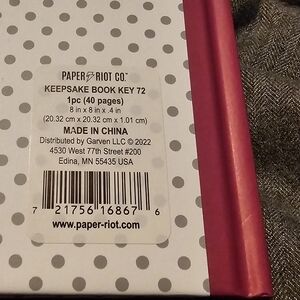 PAPER RIOT CO.
KEEPSAKE BOOK KEY 72
1pc (40 pages)
8 in x 8 in x .4 in
(20.32 cm x 20.32 cm x 1.01 cm)
MADE IN CHINA
Distributed by Garven LLC © 2022
4530 West 77th Street #200
Edina, MN 55435 USA
7 21756 16867 6
www.paper-riot.com